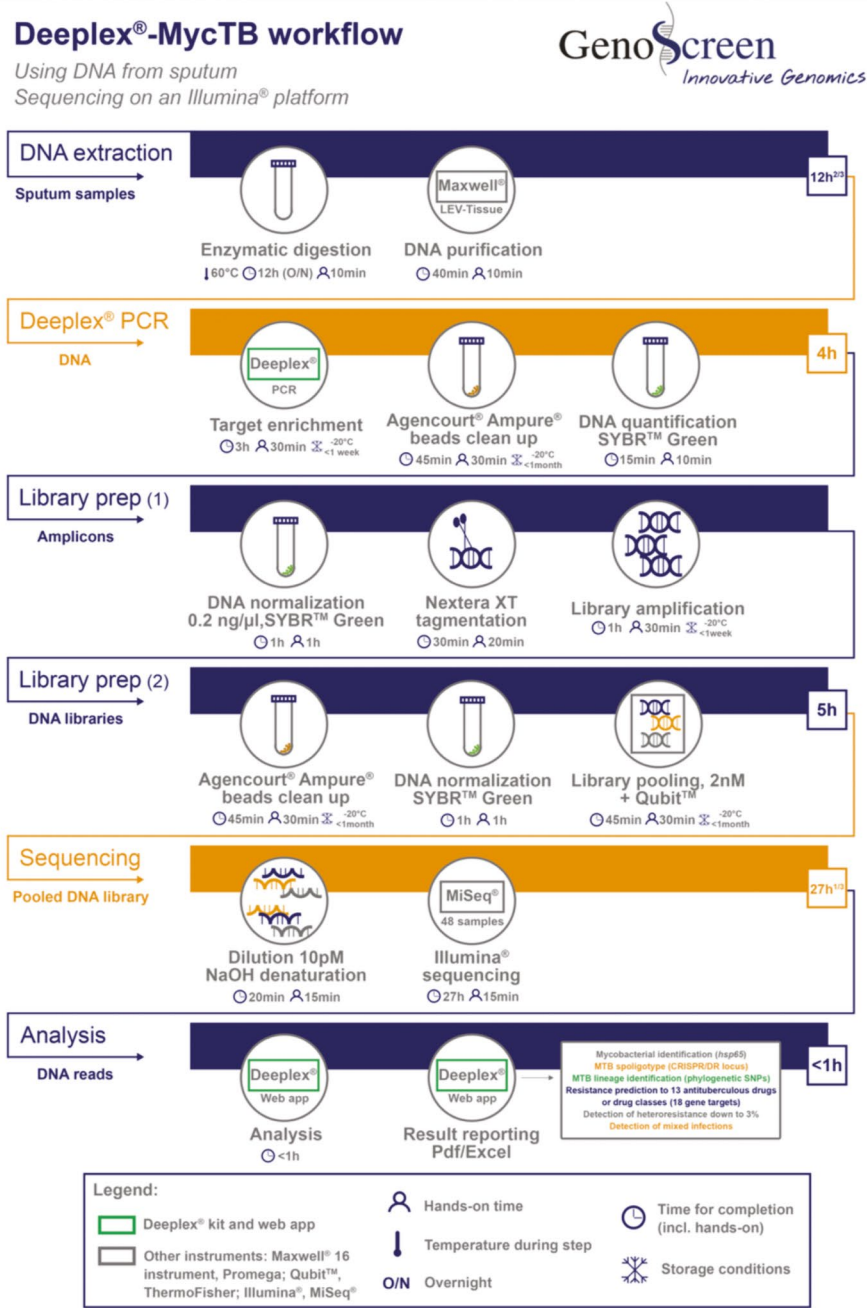 Deeplex®-MycTB workflow
Using DNA from sputum
Sequencing on an Illumina® platform
GenoScreen
Innovative Genomics
DNA extraction
Sputum samples
12h2/3
Maxwell®
LEV-Tissue
Enzymatic digestion
60°C 12h (O/N) 10min
DNA purification
40min 10min
Deeplex® PCR
DNA
4h
Deeplex®
PCR
Target enrichment
3h 30min -20°C
<1 week
Agencourt® Ampure®
beads clean up
45min 30min -20°C
<1month
DNA quantification
SYBR™ Green
15min 10min
Library prep (1)
Amplicons
DNA normalization
0.2 ng/µl,SYBR™ Green
1h 1h
Nextera XT
tagmentation
30min 20min
Library amplification
1h 30min -20°C
<1week
Library prep (2)
DNA libraries
5h
Agencourt® Ampure®
beads clean up
45min 30min -20°C
<1month
DNA normalization
SYBR™ Green
1h 1h
Library pooling, 2nM
+ Qubit™
45min 30min -20°C
<1month
Sequencing
Pooled DNA library
27h1/3
MiSeq®
48 samples
Dilution 10pM
NaOH denaturation
20min 15min
Illumina®
sequencing
27h 15min
Analysis
DNA reads
<1h
Deeplex®
Web app
Analysis
<1h
Deeplex®
Web app
Result reporting
Pdf/Excel
Mycobacterial identification (hsp65)
MTB spoligotype (CRISPR/DR locus)
MTB lineage identification (phylogenetic SNPs)
Resistance prediction to 13 antituberculous drugs
or drug classes (18 gene targets)
Detection of heteroresistance down to 3%
Detection of mixed infections
Legend:
Deeplex® kit and web app
Other instruments: Maxwell® 16
instrument, Promega; Qubit™,
ThermoFisher; Illumina®, MiSeq®
Hands-on time
Temperature during step
O/N Overnight
Time for completion
(incl. hands-on)
Storage conditions